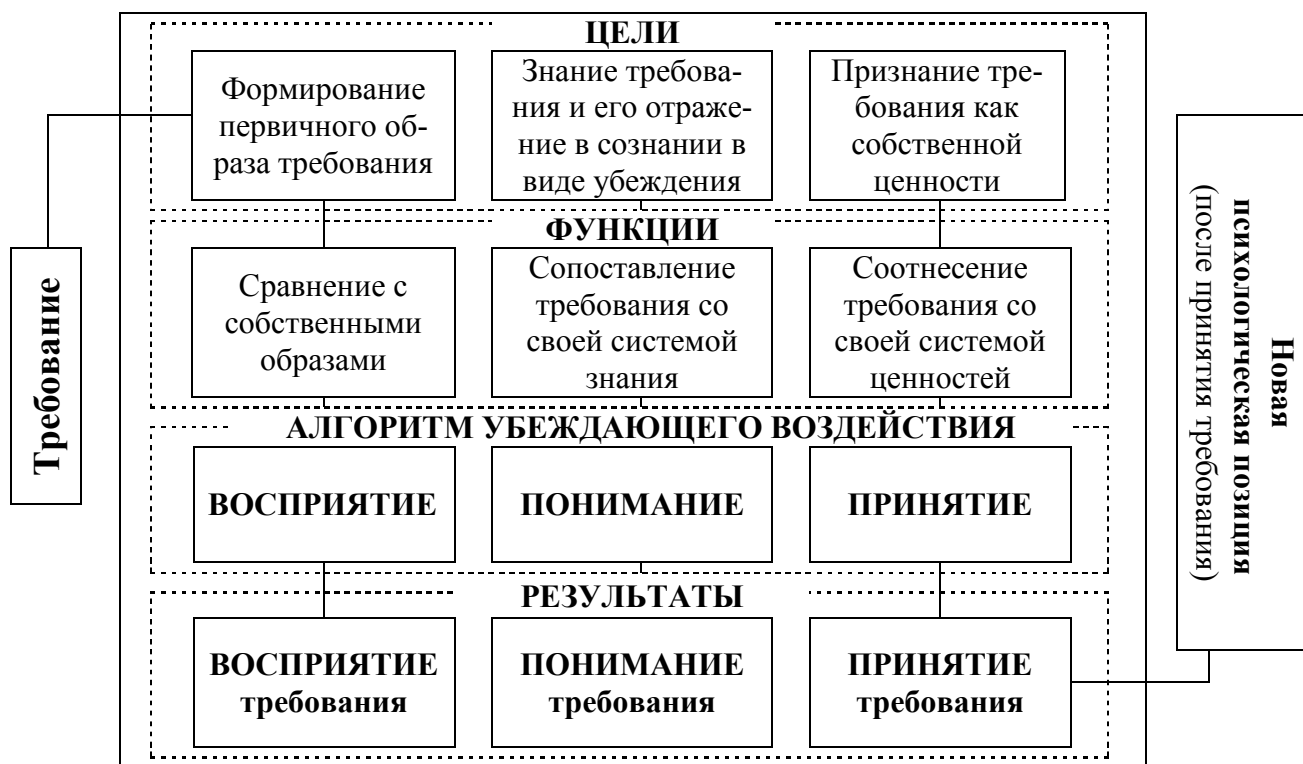 ЦЕЛИ
Формирование
первичного об-
раза требования
Знание требова-
ния и его отраже-
ние в сознании в
виде убеждения
Признание тре-
бования как
собственной
ценности
ФУНКЦИИ
Сравнение с
собственными
образами
Сопоставление
требования со
своей системой
знания
Соотнесение
требования со
своей системой
ценностей
АЛГОРИТМ УБЕЖДАЮЩЕГО ВОЗДЕЙСТВИЯ
ВОСПРИЯТИЕ
ПОНИМАНИЕ
ПРИНЯТИЕ
РЕЗУЛЬТАТЫ
ВОСПРИЯТИЕ
требования
ПОНИМАНИЕ
требования
ПРИНЯТИЕ
требования
Требование
Новая
психологическая позиция
(после принятия требования)